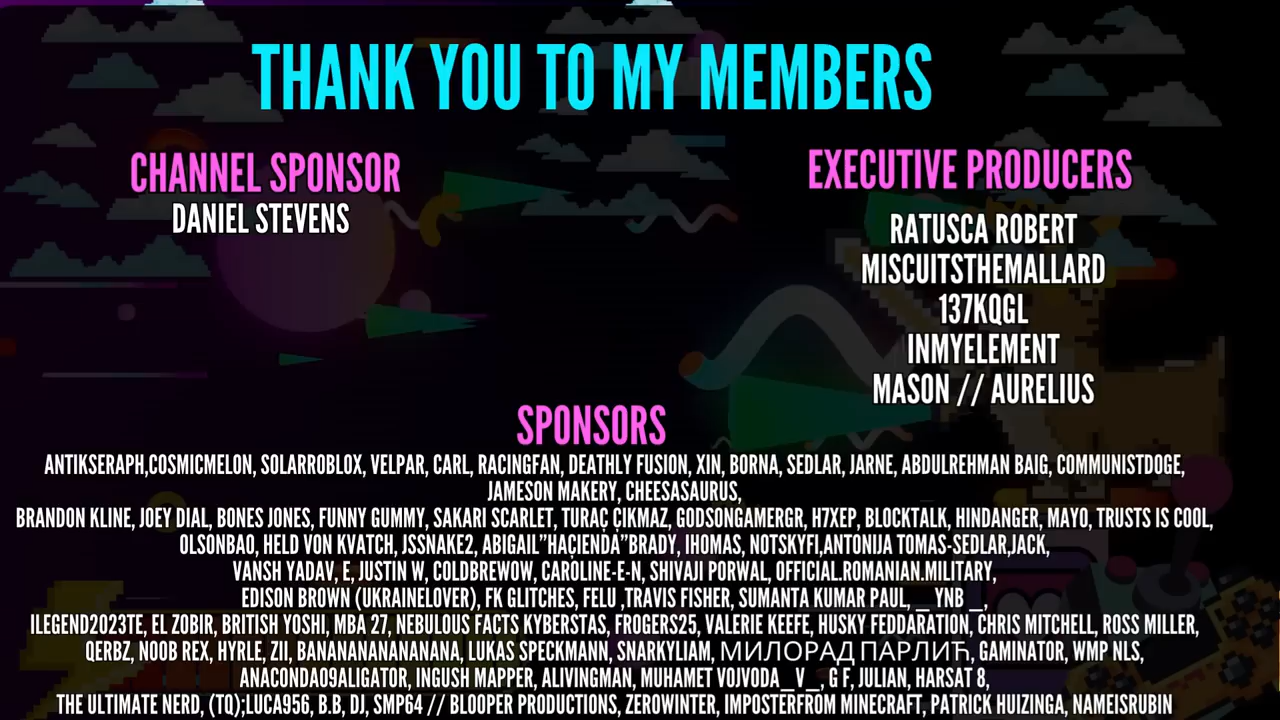 THANK YOU TO MY MEMBERS
CHANNEL SPONSOR
DANIEL STEVENS
EXECUTIVE PRODUCERS
RATUSCA ROBERT
MISCUITSTHEMALLARD
137KQGL
INMYELEMENT
MASON // AURELIUS
SPONSORS
ANTIKSERAPH,COSMICMELON, SOLARROBLOX, VELPAR, CARL, RACINGFAN, DEATHLY FUSION, XIN, BORNA, SEDLAR, JARNE, ABDULREHMAN BAIG, COMMUNISTDOGE,
JAMESON MAKERY, CHEESASAURUS,
BRANDON KLINE, JOEY DIAL, BONES JONES, FUNNY GUMMY, SAKARI SCARLET, TURAÇ ÇIKMAZ, GODSONGAMERGR, H7XEP, BLOCKTALK, HINDANGER, MAYO, TRUSTS IS COOL,
OLSONBAO, HELD VON KVATCH, JSSNAKE2, ABIGAIL”HAÇIENDA”BRADY, IHOMAS, NOTSKYFI,ANTONIJA TOMAS-SEDLAR,JACK,
VANSH YADAV, E, JUSTIN W, COLDBREWOW, CAROLINE-E-N, SHIVAJI PORWAL, OFFICIAL.ROMANIAN.MILITARY,
EDISON BROWN (UKRAINELOVER), FK GLITCHES, FELU ,TRAVIS FISHER, SUMANTA KUMAR PAUL, _ YNB _,
ILEGEND2023TE, EL ZOBIR, BRITISH YOSHI, MBA 27, NEBULOUS FACTS KYBERSTAS, FROGERS25, VALERIE KEEFE, HUSKY FEDDARATION, CHRIS MITCHELL, ROSS MILLER,
QERBZ, NOOB REX, HYRLE, ZII, BANANANANANANANA, LUKAS SPECKMANN, SNARKYLIAM, МИЛОРАД ПАРЛИЋ, GAMINATOR, WMP NLS,
ANACONDA09ALIGATOR, INGUSH MAPPER, ALIVINGMAN, MUHAMET VOJVODA_V_, G F, JULIAN, HARSAT 8,
THE ULTIMATE NERD, (TQ);LUCA956, B.B, DJ, SMP64 // BLOOPER PRODUCTIONS, ZEROWINTER, IMPOSTERFROM MINECRAFT, PATRICK HUIZINGA, NAMEISRUBIN